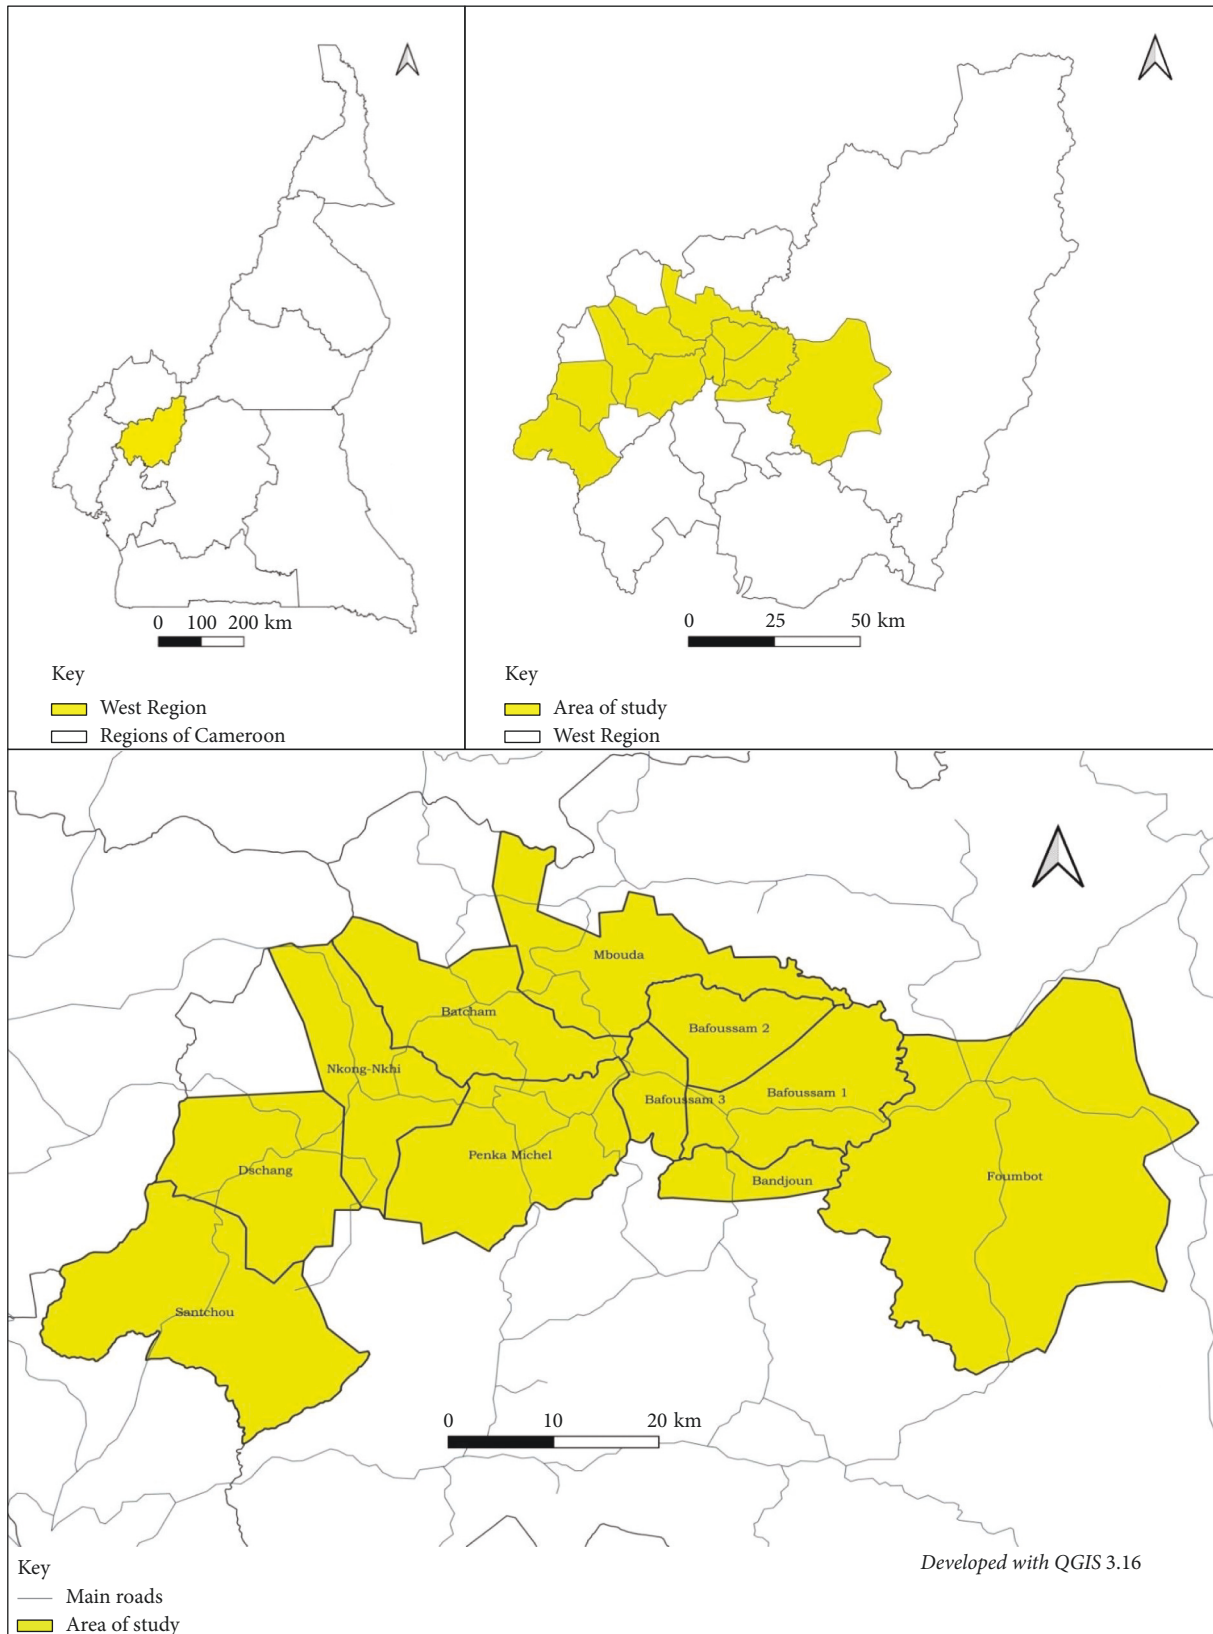 0 100 200 km
Key
West Region
Regions of Cameroon
0 25 50 km
Key
Area of study
West Region
Mbouda
Batcham
Bafoussam 2
Nkong-Nkhi
Bafoussam 3
Bafoussam 1
Dschang
Penka Michel
Bandjoun
Foumbot
Santchou
0 10 20 km
Developed with QGIS 3.16
Key
Main roads
Area of study